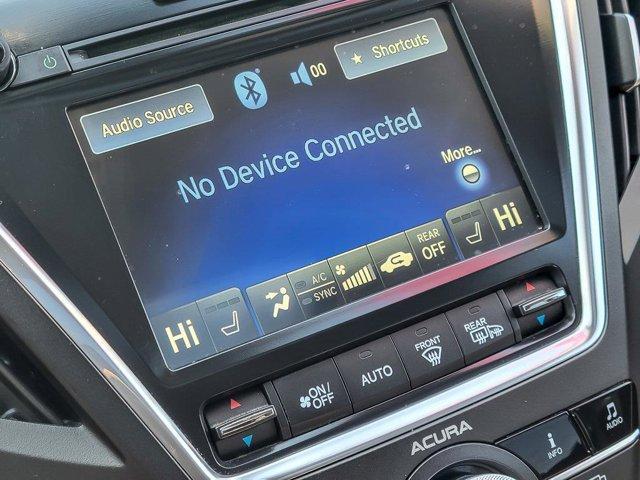 Audio Source
00
Shortcuts
No Device Connected
More...
Hi
A/C
SYNC
REAR
OFF
Hi
ON/
OFF
AUTO
FRONT
REAR
ACURA
i
INFO
AUDIO